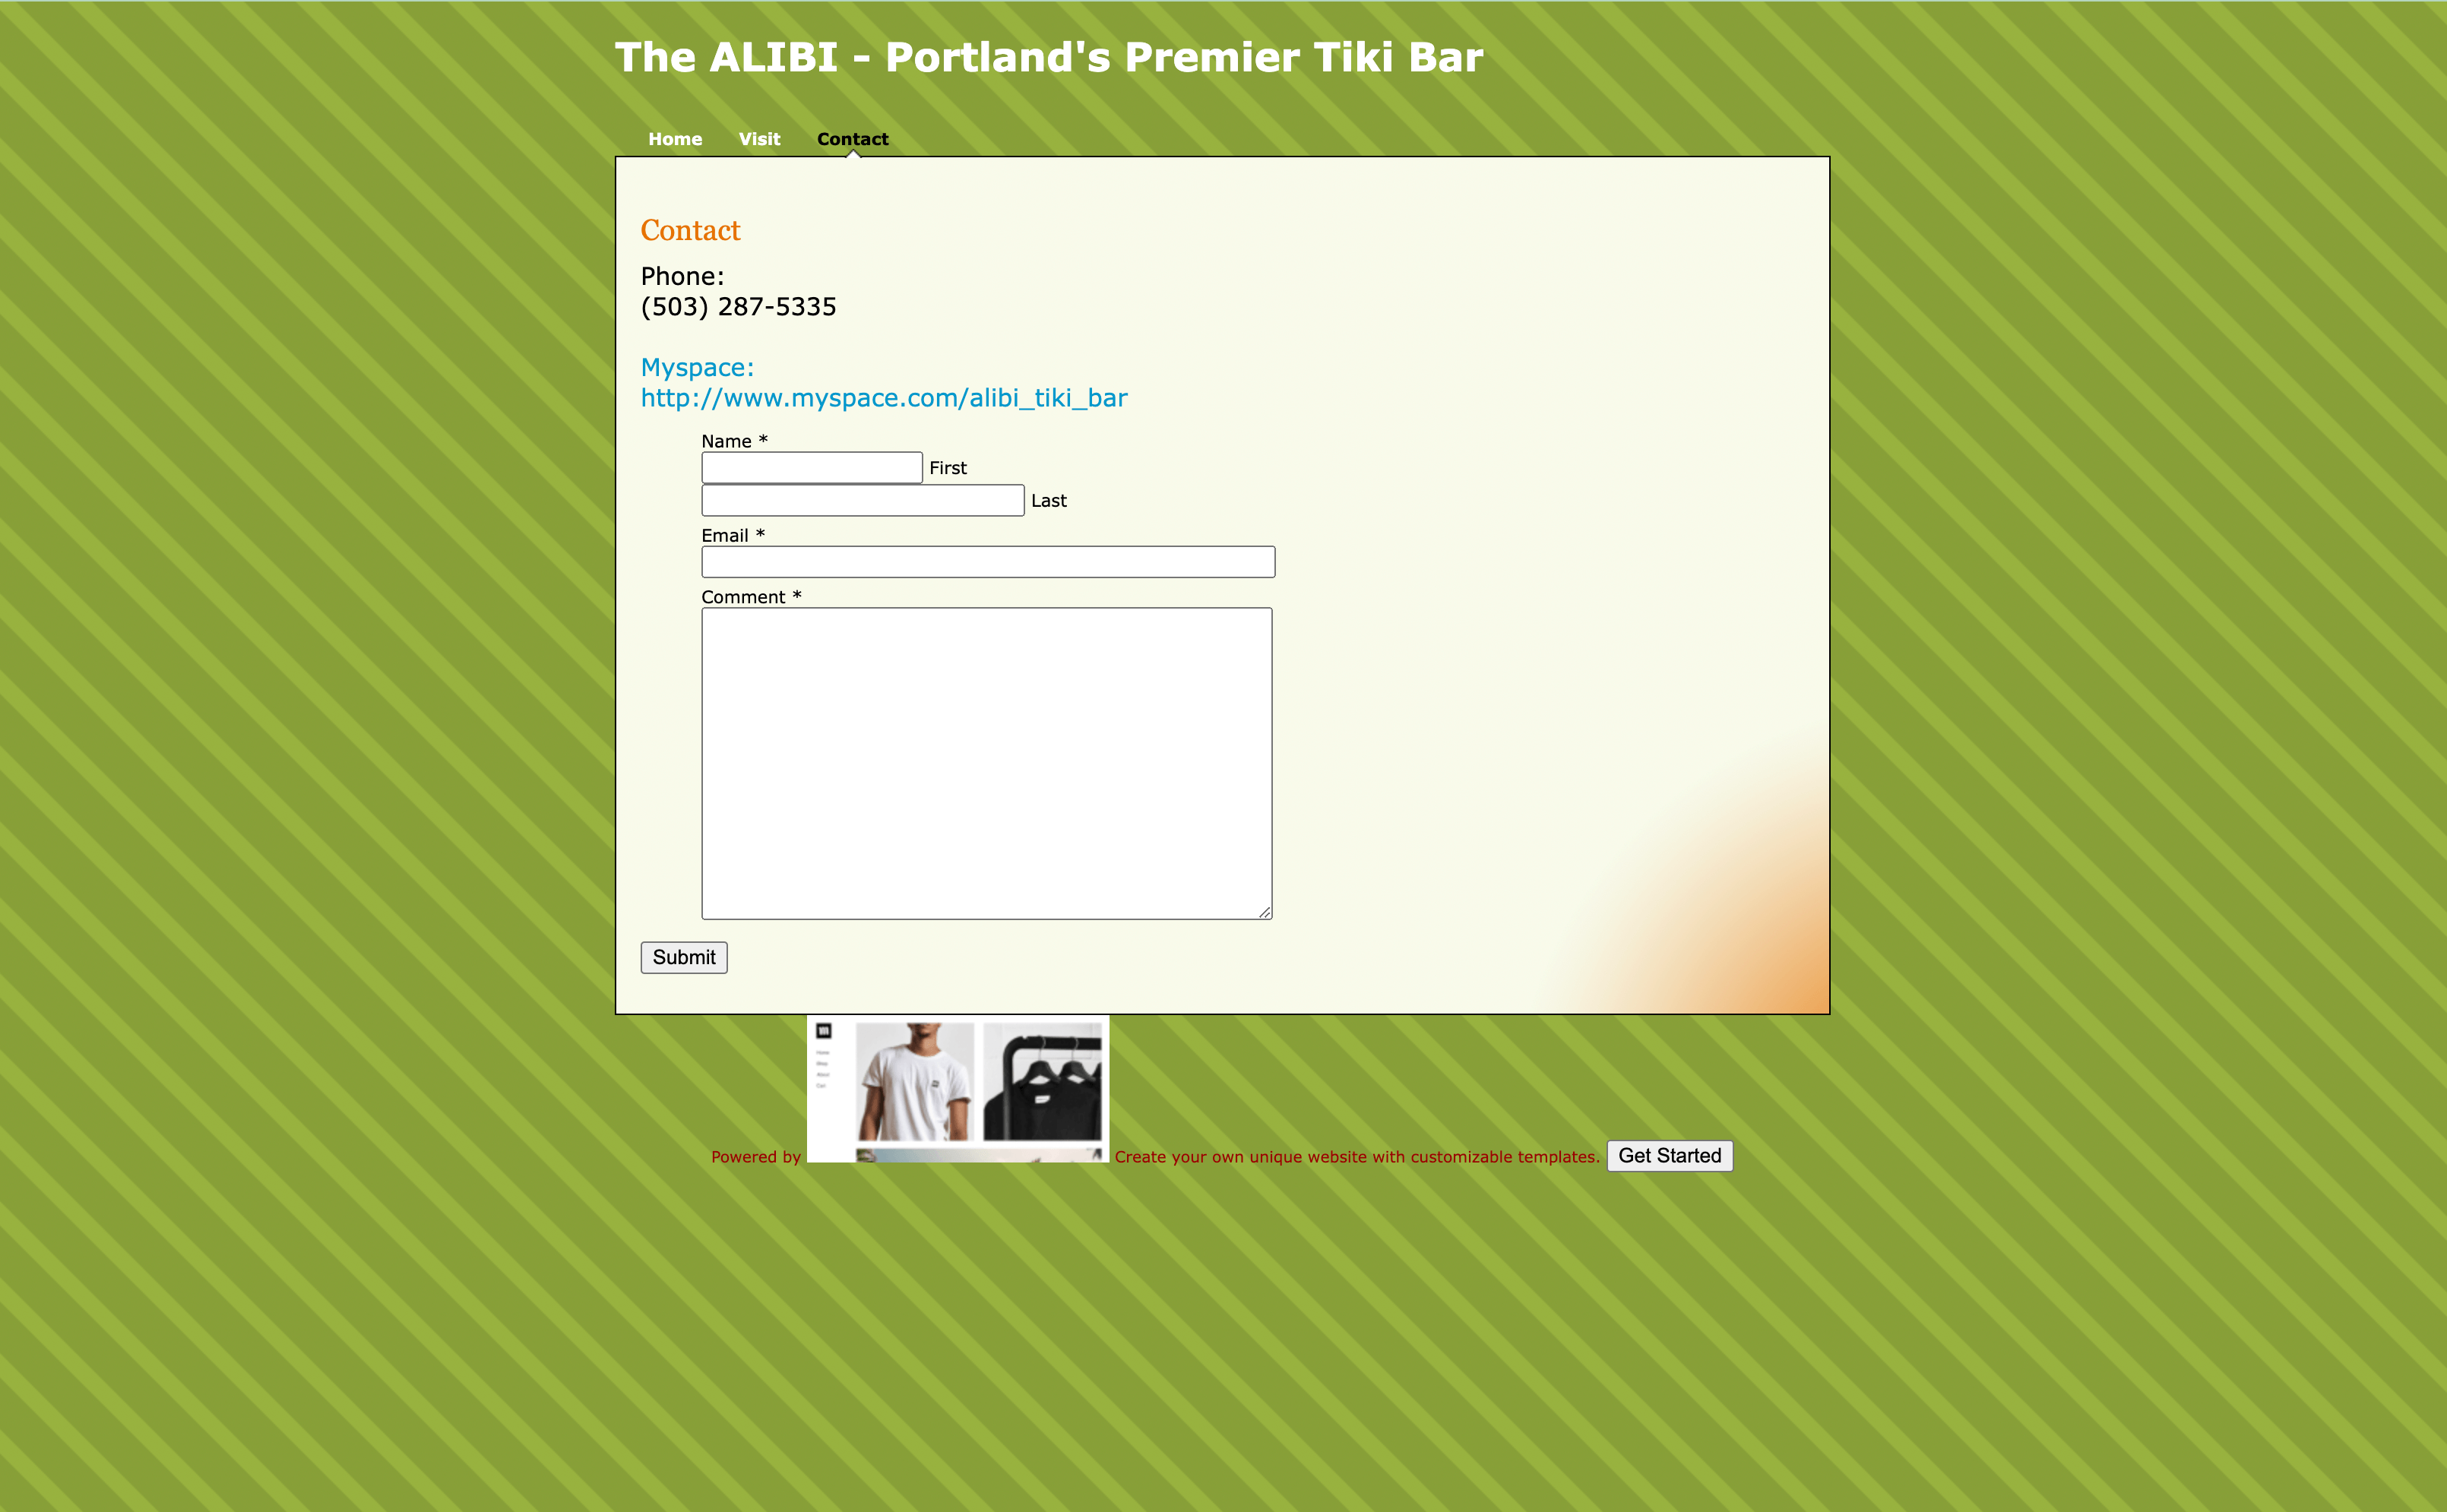 The ALIBI - Portland's Premier Tiki Bar
Home Visit Contact
Contact
Phone:
(503) 287-5335
Myspace:
http://www.myspace.com/alibi_tiki_bar
Name *
First
Last
Email *
Comment *
Submit
Powered by Create your own unique website with customizable templates. Get Started